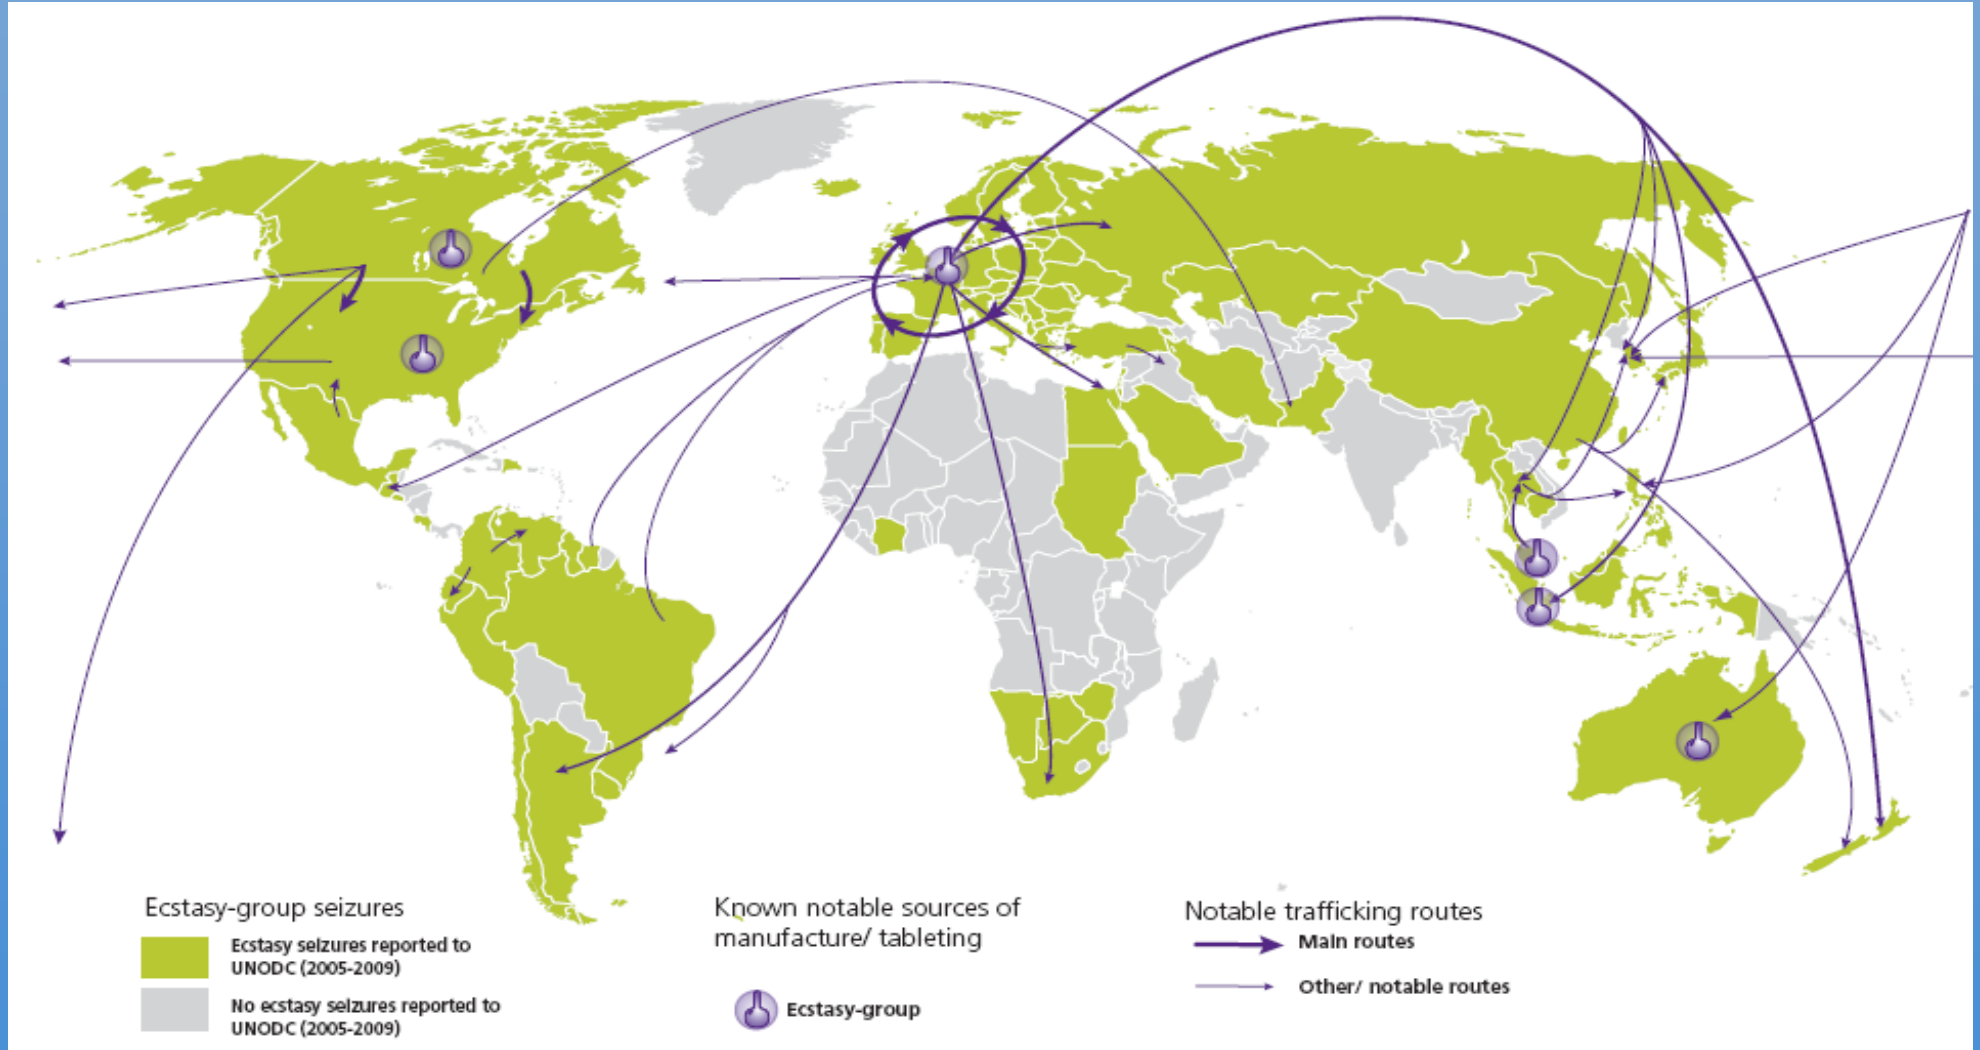 Ecstasy-group seizures
Ecstasy seizures reported to
UNODC (2005-2009)
No ecstasy seizures reported to
UNODC (2005-2009)
Known notable sources of
manufacture/ tableting
Ecstasy-group
Notable trafficking routes
Main routes
Other/ notable routes